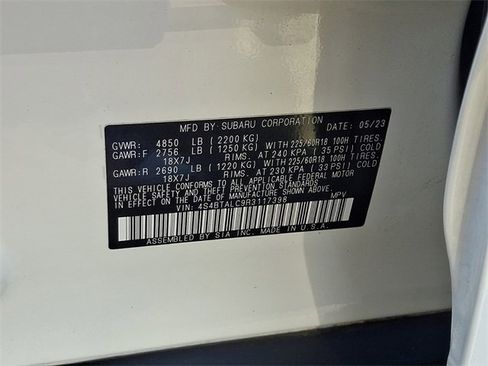 MFD BY SUBARU CORPORATION DATE: 05/23
GVWR: 4850 LB (2200 KG)
GAWR:F 2756 LB (1250 KG) WITH 225/60R18 100H TIRES.
18X7J RIMS. AT 240 KPA ( 35 PSI) COLD
GAWR:R 2690 LB (1220 KG) WITH 225/60R18 100H TIRES.
18X7J RIMS. AT 230 KPA ( 33 PSI) COLD
THIS VEHICLE CONFORMS TO ALL APPLICABLE FEDERAL MOTOR
VEHICLE SAFETY AND THEFT PREVENTION STANDARDS
IN EFFECT ON THE DATE OF MANUFACTURE SHOWN ABOVE.
VIN: 4S4BTALC9R3117398 MPV
ASSEMBLED BY SIA INC. MADE IN U.S.A.